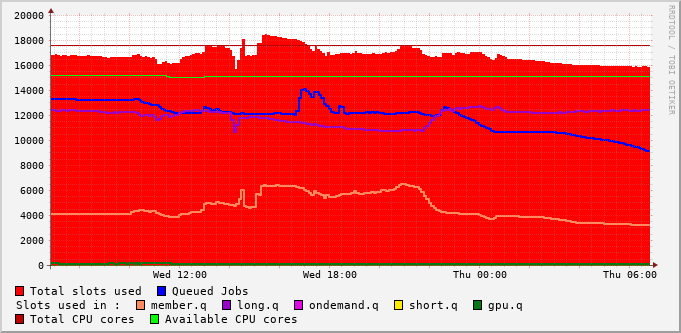 RRDTOOL / TOBI OETIKER
20000
18000
16000
14000
12000
10000
8000
6000
4000
2000
0
Wed 12:00 Wed 18:00 Thu 00:00 Thu 06:00
Total slots used Queued Jobs
Slots used in : member.q long.q ondemand.q short.q gpu.q
Total CPU cores Available CPU cores